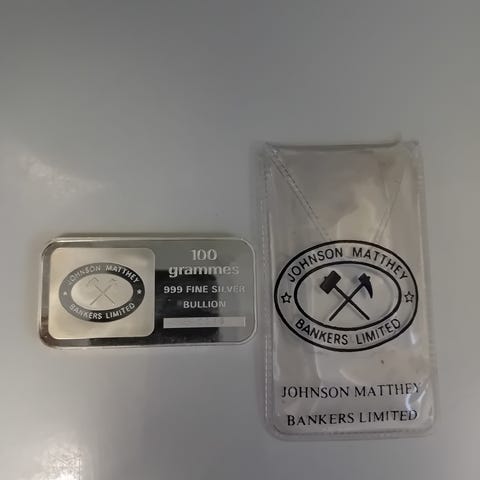 JOHNSON MATTHEY
BANKERS LIMITED
100
grammes
999 FINE SILVER
BULLION
JOHNSON MATTHEY
BANKERS LIMITED
JOHNSON MATTHEY
BANKERS LIMITED